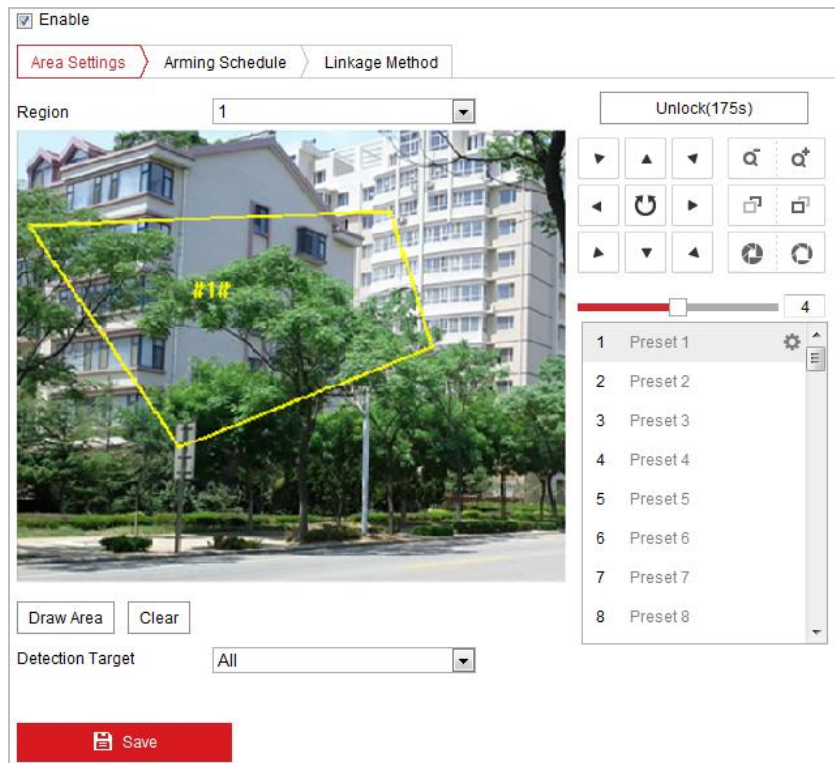 Enable
Area Settings
Arming Schedule
Linkage Method
Region
1
Unlock(175s)
#1#
4
1 Preset 1
2 Preset 2
3 Preset 3
4 Preset 4
5 Preset 5
6 Preset 6
7 Preset 7
8 Preset 8
Draw Area
Clear
Detection Target
All
Save